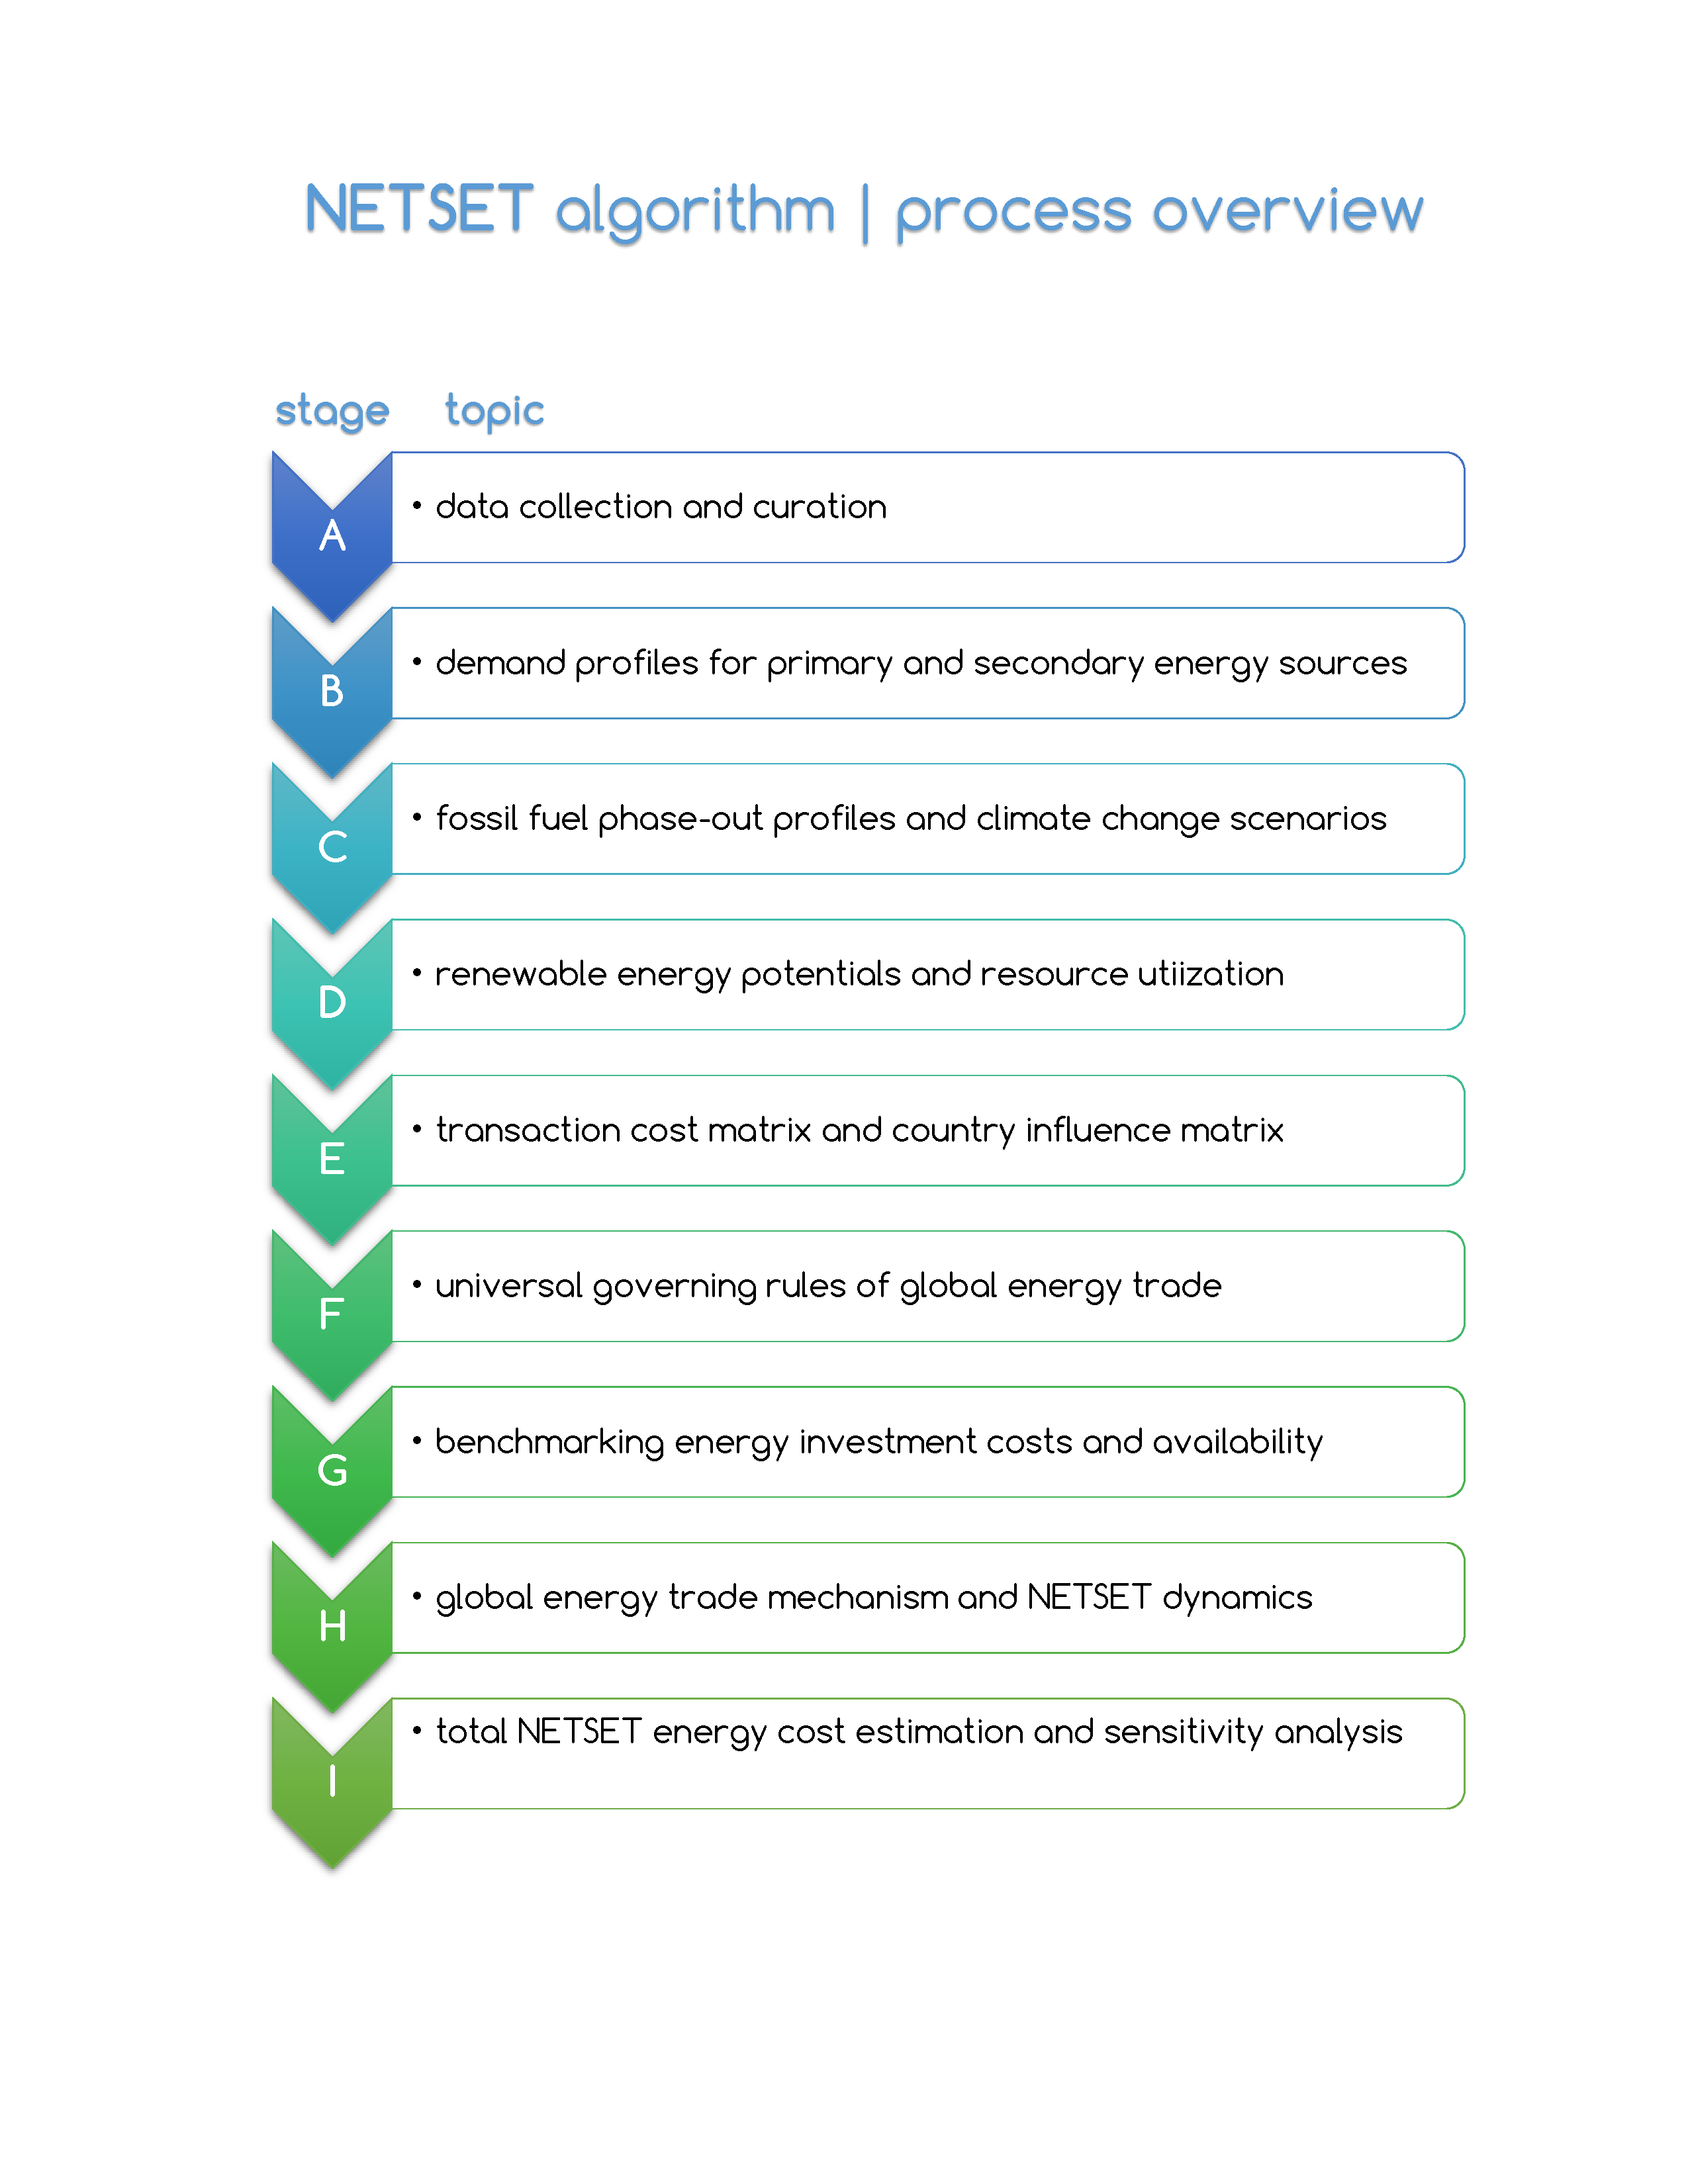 NETSET algorithm | process overview
stage topic
A
• data collection and curation
B
• demand profiles for primary and secondary energy sources
C
• fossil fuel phase-out profiles and climate change scenarios
D
• renewable energy potentials and resource utiization
E
• transaction cost matrix and country influence matrix
F
• universal governing rules of global energy trade
G
• benchmarking energy investment costs and availability
H
• global energy trade mechanism and NETSET dynamics
I
• total NETSET energy cost estimation and sensitivity analysis